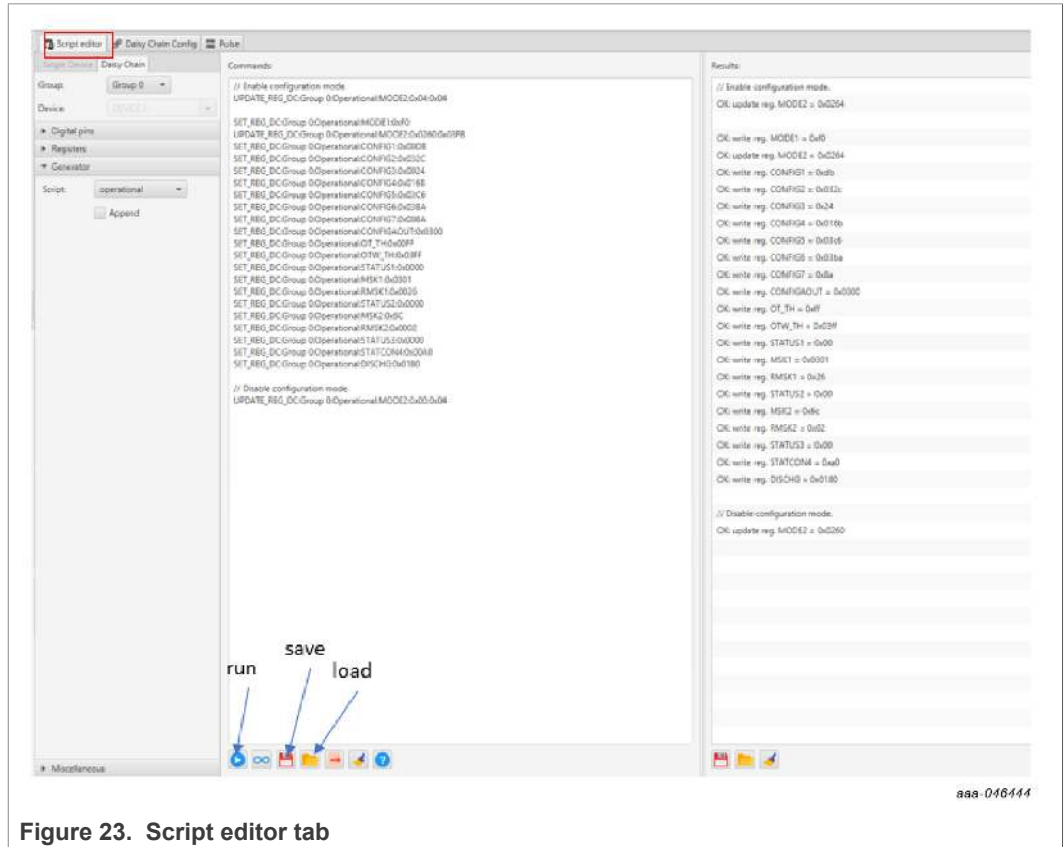 Script editor Daisy Chain Config Pulse
Single Device Daisy Chain
Group: Group 0
Device:
Digital pins
Registers
Generator
Script: operational
Append
Miscellaneous
Commands:
// Enable configuration mode.
UPDATE_REG_DC:Group 0:Operational:MODE2:0x04:0x04
SET_REG_DC:Group 0:Operational:MODE1:0xf0
UPDATE_REG_DC:Group 0:Operational:MODE2:0x0260:0x03FB
SET_REG_DC:Group 0:Operational:CONFIG1:0x00DB
SET_REG_DC:Group 0:Operational:CONFIG2:0x032C
SET_REG_DC:Group 0:Operational:CONFIG3:0x0024
SET_REG_DC:Group 0:Operational:CONFIG4:0x016B
SET_REG_DC:Group 0:Operational:CONFIG5:0x03C6
SET_REG_DC:Group 0:Operational:CONFIG6:0x03BA
SET_REG_DC:Group 0:Operational:CONFIG7:0x008A
SET_REG_DC:Group 0:Operational:CONFIGAOUT:0x0300
SET_REG_DC:Group 0:Operational:OT_TH:0x00FF
SET_REG_DC:Group 0:Operational:OTW_TH:0x03FF
SET_REG_DC:Group 0:Operational:STATUS1:0x0000
SET_REG_DC:Group 0:Operational:MSK1:0x0301
SET_REG_DC:Group 0:Operational:RMSK1:0x0026
SET_REG_DC:Group 0:Operational:STATUS2:0x0000
SET_REG_DC:Group 0:Operational:MSK2:0x6C
SET_REG_DC:Group 0:Operational:RMSK2:0x0002
SET_REG_DC:Group 0:Operational:STATUS3:0x0000
SET_REG_DC:Group 0:Operational:STATCON4:0x00A0
SET_REG_DC:Group 0:Operational:DISCHG:0x0180
// Disable configuration mode.
UPDATE_REG_DC:Group 0:Operational:MODE2:0x00:0x04
save
run load
Results:
// Enable configuration mode.
OK: update reg. MODE2 = 0x0264
OK: write reg. MODE1 = 0xf0
OK: update reg. MODE2 = 0x0264
OK: write reg. CONFIG1 = 0xdb
OK: write reg. CONFIG2 = 0x032c
OK: write reg. CONFIG3 = 0x24
OK: write reg. CONFIG4 = 0x016b
OK: write reg. CONFIG5 = 0x03c6
OK: write reg. CONFIG6 = 0x03ba
OK: write reg. CONFIG7 = 0x8a
OK: write reg. CONFIGAOUT = 0x0300
OK: write reg. OT_TH = 0xff
OK: write reg. OTW_TH = 0x03ff
OK: write reg. STATUS1 = 0x00
OK: write reg. MSK1 = 0x0301
OK: write reg. RMSK1 = 0x26
OK: write reg. STATUS2 = 0x00
OK: write reg. MSK2 = 0x6c
OK: write reg. RMSK2 = 0x02
OK: write reg. STATUS3 = 0x00
OK: write reg. STATCON4 = 0xa0
OK: write reg. DISCHG = 0x0180
// Disable configuration mode.
OK: update reg. MODE2 = 0x0260
aaa-046444
Figure 23. Script editor tab